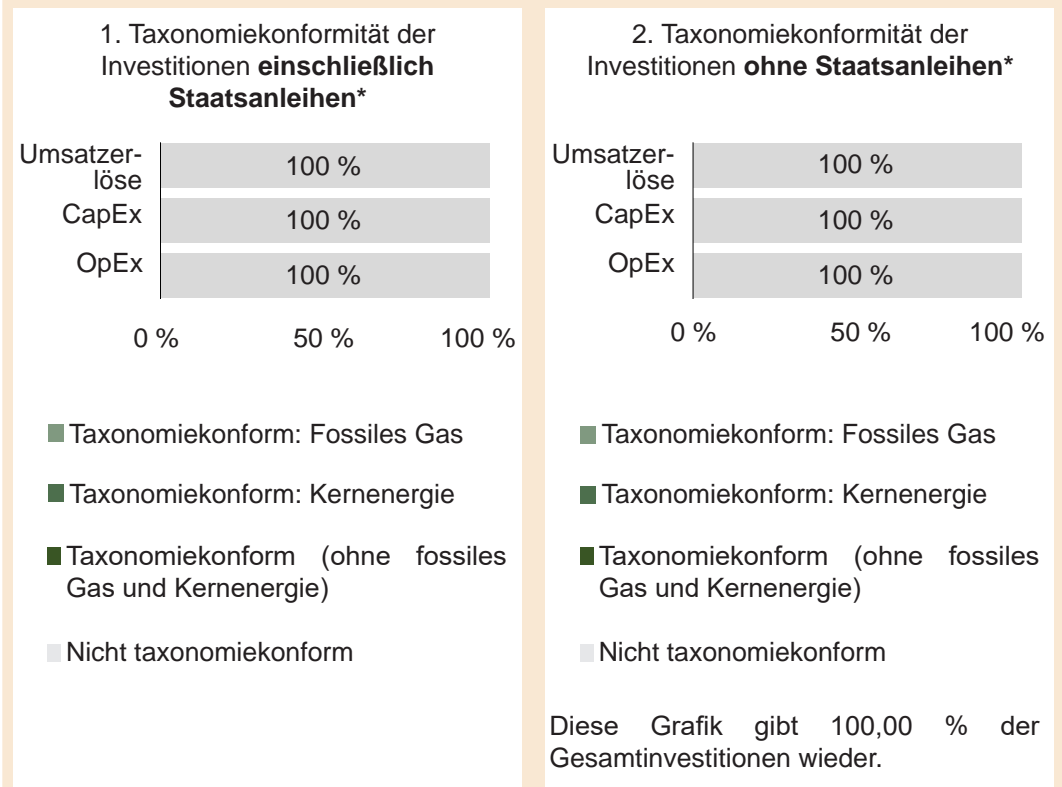 1. Taxonomiekonformität der
Investitionen einschließlich
Staatsanleihen*
Umsatzer-
löse
100 %
CapEx
100 %
OpEx
100 %
0 % 50 % 100 %
Taxonomiekonform: Fossiles Gas
Taxonomiekonform: Kernenergie
Taxonomiekonform (ohne fossiles
Gas und Kernenergie)
Nicht taxonomiekonform
2. Taxonomiekonformität der
Investitionen ohne Staatsanleihen*
Umsatzer-
löse
100 %
CapEx
100 %
OpEx
100 %
0 % 50 % 100 %
Taxonomiekonform: Fossiles Gas
Taxonomiekonform: Kernenergie
Taxonomiekonform (ohne fossiles
Gas und Kernenergie)
Nicht taxonomiekonform
Diese Grafik gibt 100,00 % der
Gesamtinvestitionen wieder.